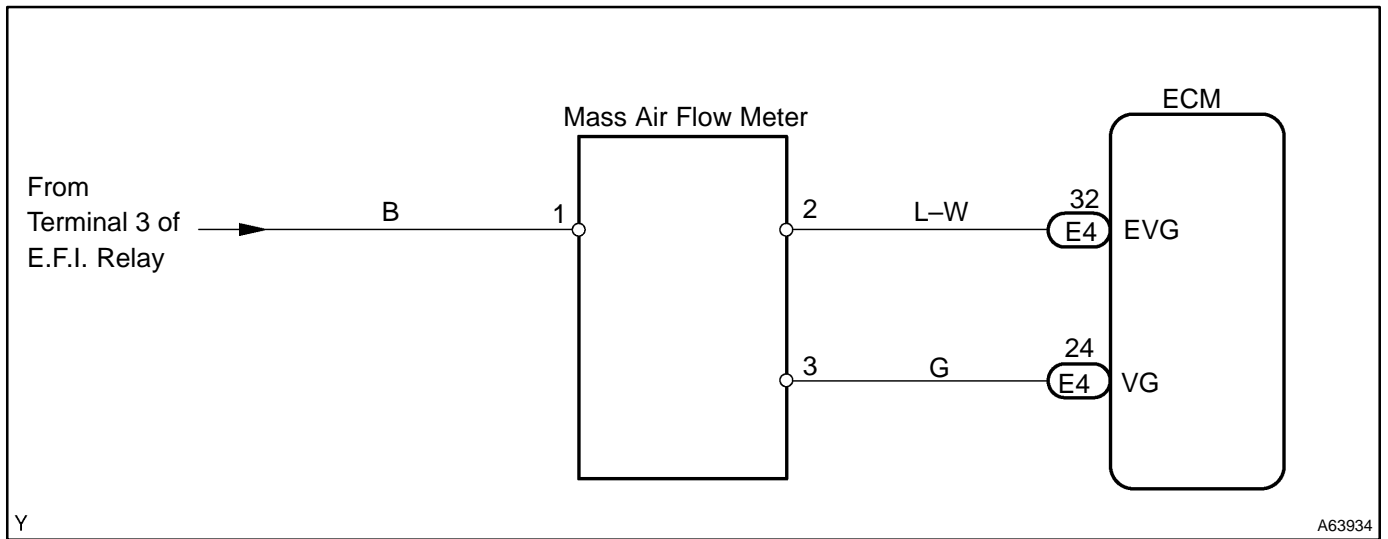 ECM
Mass Air Flow Meter
From
Terminal 3 of
E.F.I. Relay
B
1
2
L–W
32
E4
EVG
3
G
24
E4
VG
Y
A63934